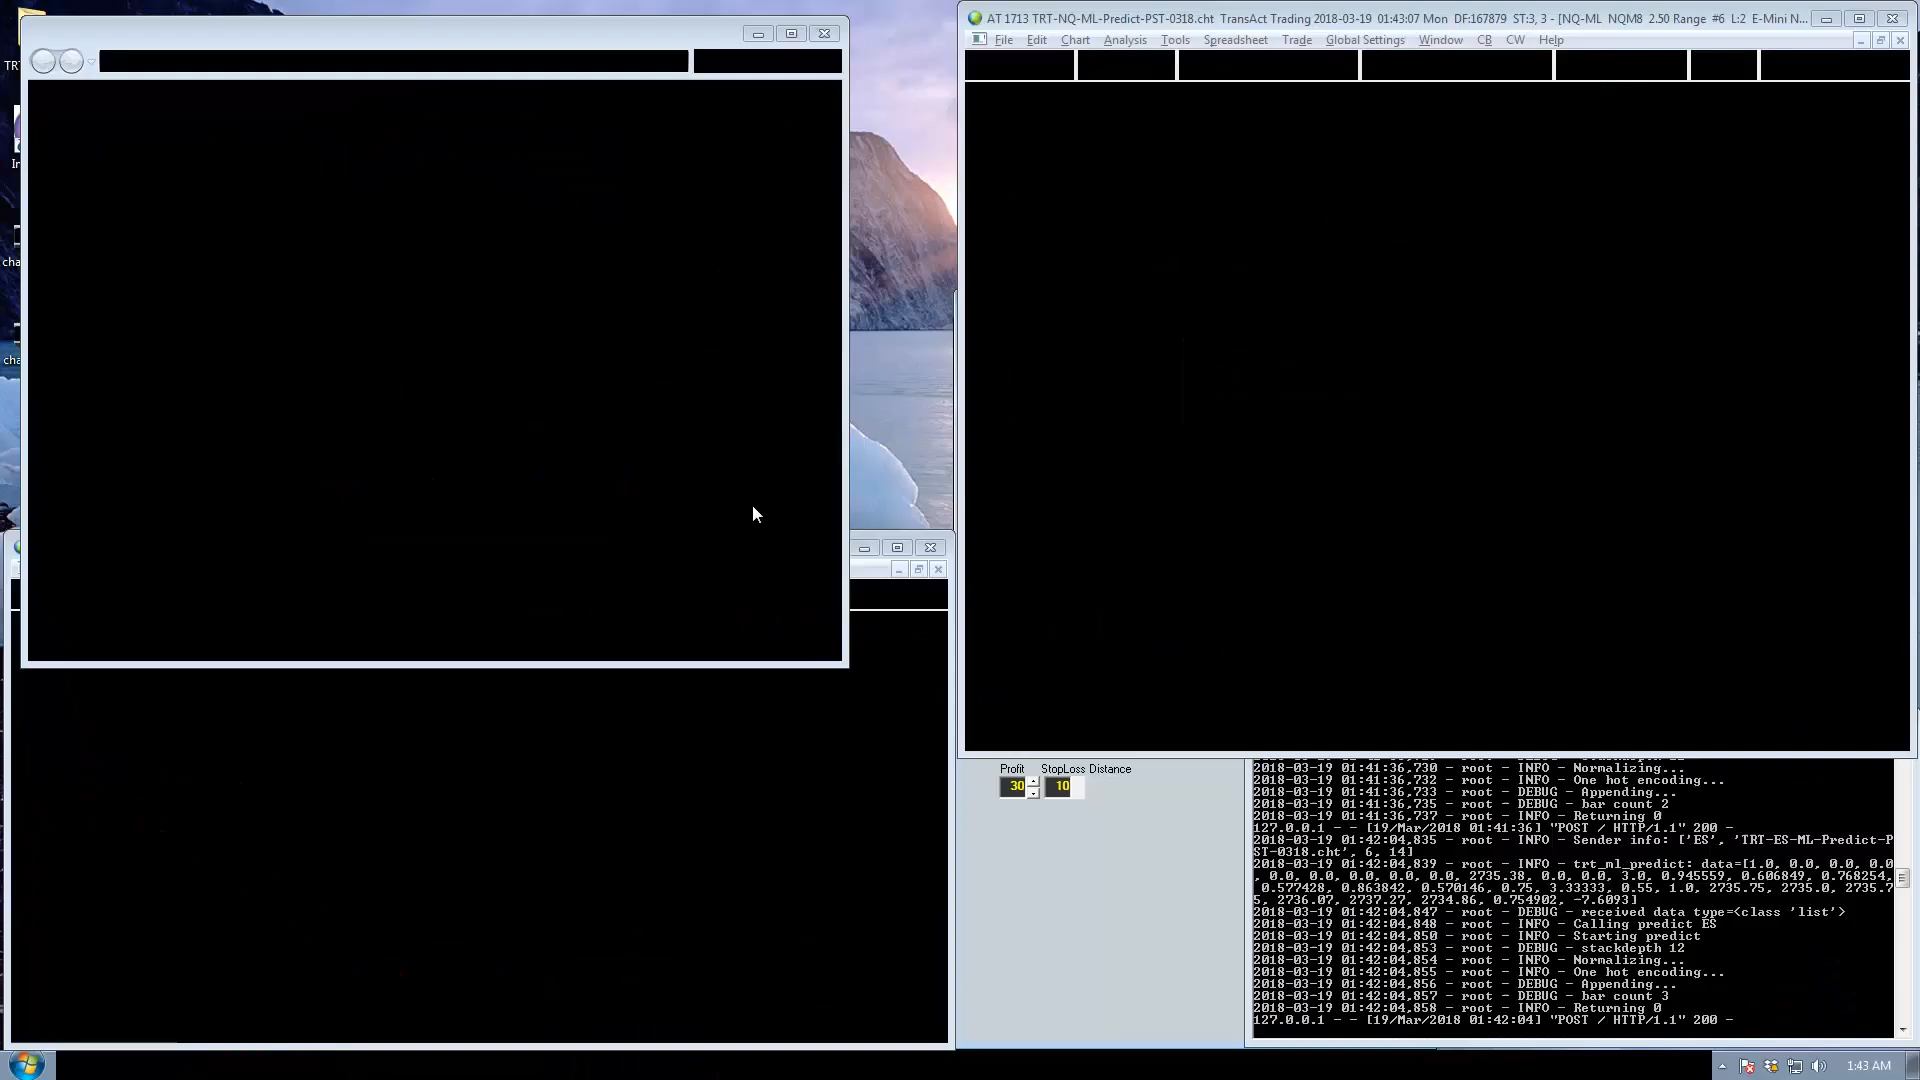 AT 1713 TRT-NQ-ML-Predict-PST-0318.cht TransAct Trading 2018-03-19 01:43:07 Mon DF:167879 ST:3, 3 - [NQ-ML NQM8 2.50 Range #6 L:2 E-Mini N...
File Edit Chart Analysis Tools Spreadsheet Trade Global Settings Window CB CW Help
TRT
In
cha
cha
Profit StopLoss Distance
30 10
2018-03-19 01:41:36,730 - root - INFO - Normalizing...
2018-03-19 01:41:36,732 - root - INFO - One hot encoding...
2018-03-19 01:41:36,733 - root - DEBUG - Appending...
2018-03-19 01:41:36,735 - root - DEBUG - bar count 2
2018-03-19 01:41:36,737 - root - INFO - Returning 0
127.0.0.1 - - [19/Mar/2018 01:41:36] "POST / HTTP/1.1" 200 -
2018-03-19 01:42:04,835 - root - INFO - Sender info: ['ES', 'TRT-ES-ML-Predict-P
ST-0318.cht', 6, 14]
2018-03-19 01:42:04,839 - root - INFO - trt_ml_predict: data=[1.0, 0.0, 0.0, 0.0
, 0.0, 0.0, 0.0, 0.0, 0.0, 2735.38, 0.0, 0.0, 3.0, 0.945559, 0.606849, 0.768254,
0.577428, 0.863842, 0.570146, 0.75, 3.33333, 0.55, 1.0, 2735.75, 2735.0, 2735.7
5, 2736.07, 2737.27, 2734.86, 0.754902, -7.6093]
2018-03-19 01:42:04,847 - root - DEBUG - received data type=<class 'list'>
2018-03-19 01:42:04,848 - root - INFO - Calling predict ES
2018-03-19 01:42:04,850 - root - INFO - Starting predict
2018-03-19 01:42:04,853 - root - DEBUG - stackdepth 12
2018-03-19 01:42:04,854 - root - INFO - Normalizing...
2018-03-19 01:42:04,855 - root - INFO - One hot encoding...
2018-03-19 01:42:04,856 - root - DEBUG - Appending...
2018-03-19 01:42:04,857 - root - DEBUG - bar count 3
2018-03-19 01:42:04,858 - root - INFO - Returning 0
127.0.0.1 - - [19/Mar/2018 01:42:04] "POST / HTTP/1.1" 200 -
1:43 AM